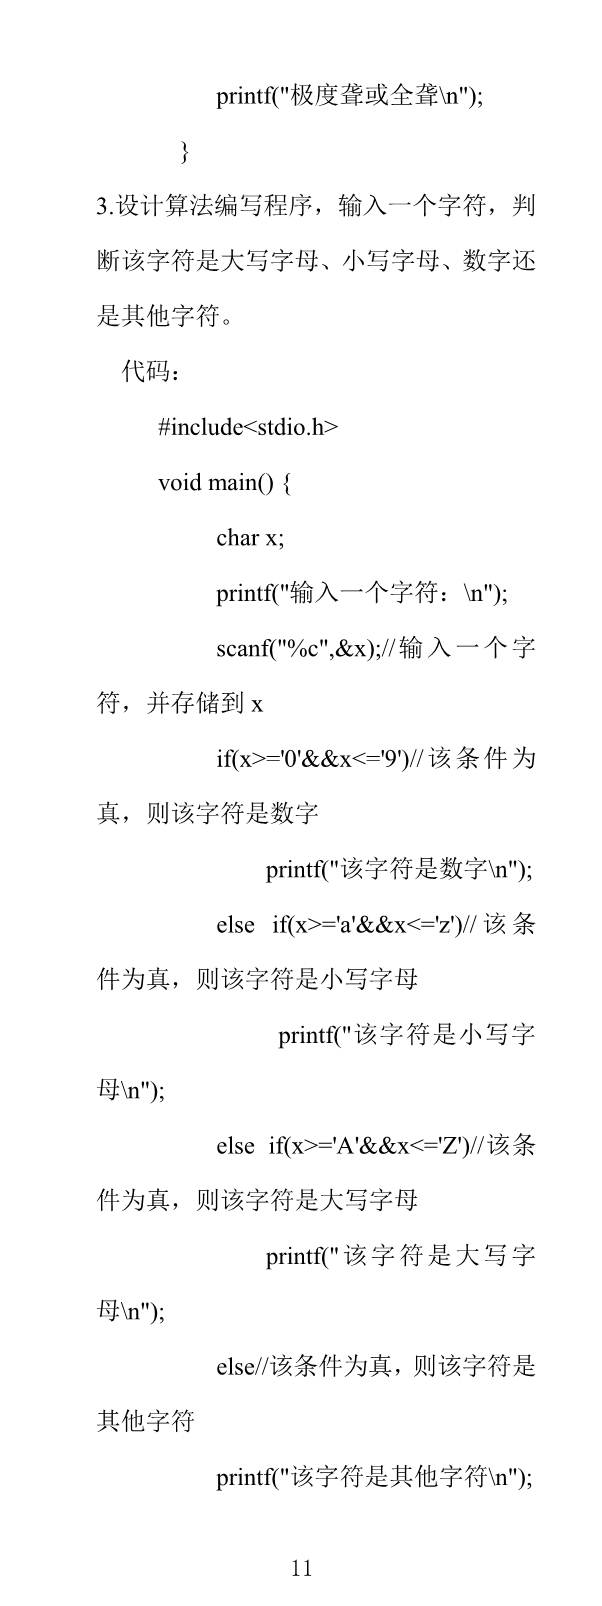 printf("极度聋或全聋\n");
}
3.设计算法编写程序，输入一个字符，判
断该字符是大写字母、小写字母、数字还
是其他字符。
代码：
#include<stdio.h>
void main() {
char x;
printf("输入一个字符：\n");
scanf("%c",&x);//输入一个字
符，并存储到 x
if(x>='0'&&x<='9')//该条件为
真，则该字符是数字
printf("该字符是数字\n");
else if(x>='a'&&x<='z')//该条
件为真，则该字符是小写字母
printf("该字符是小写字
母\n");
else if(x>='A'&&x<='Z')//该条
件为真，则该字符是大写字母
printf("该字符是大写字
母\n");
else//该条件为真，则该字符是
其他字符
printf("该字符是其他字符\n");
11